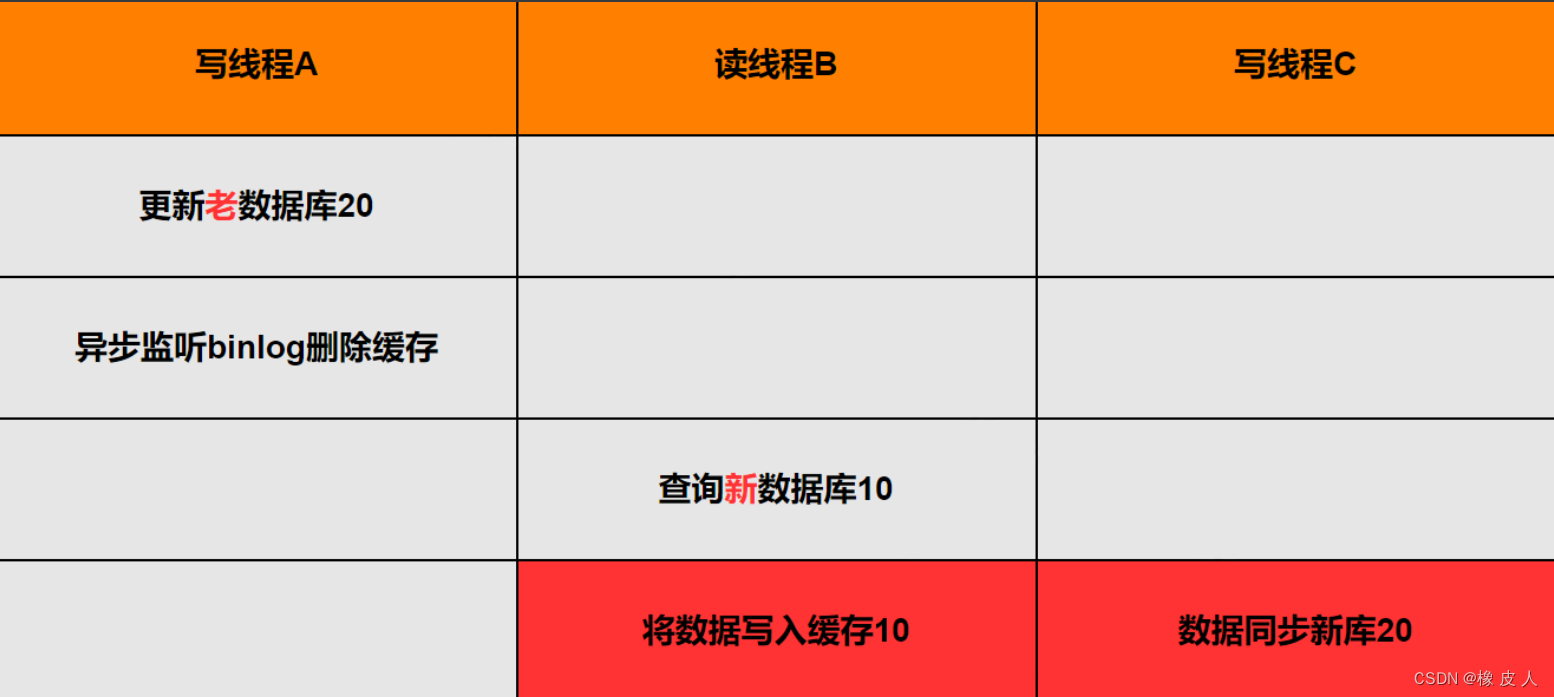 写线程A
读线程B
写线程C
更新老数据库20
异步监听binlog删除缓存
查询新数据库10
将数据写入缓存10
数据同步新库20
CSDN @橡 皮 人